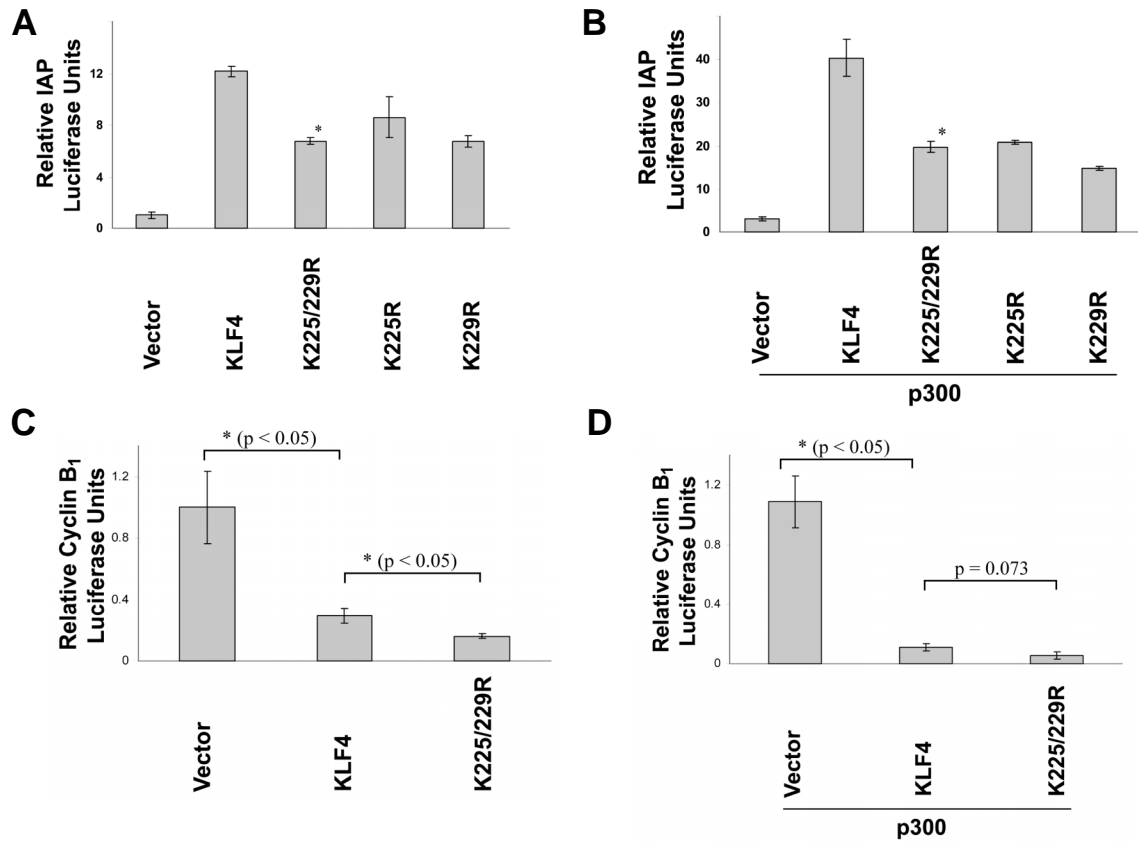 A
Relative IAP
Luciferase Units
12
8
4
0
Vector
KLF4
K225/229R
K225R
K229R
*
B
Relative IAP
Luciferase Units
40
30
20
10
0
Vector
KLF4
K225/229R
K225R
K229R
*
p300
C
Relative Cyclin B₁
Luciferase Units
1.2
0.8
0.4
0
* (p < 0.05)
* (p < 0.05)
Vector
KLF4
K225/229R
D
Relative Cyclin B₁
Luciferase Units
1.2
0.8
0.4
0
* (p < 0.05)
p = 0.073
Vector
KLF4
K225/229R
p300